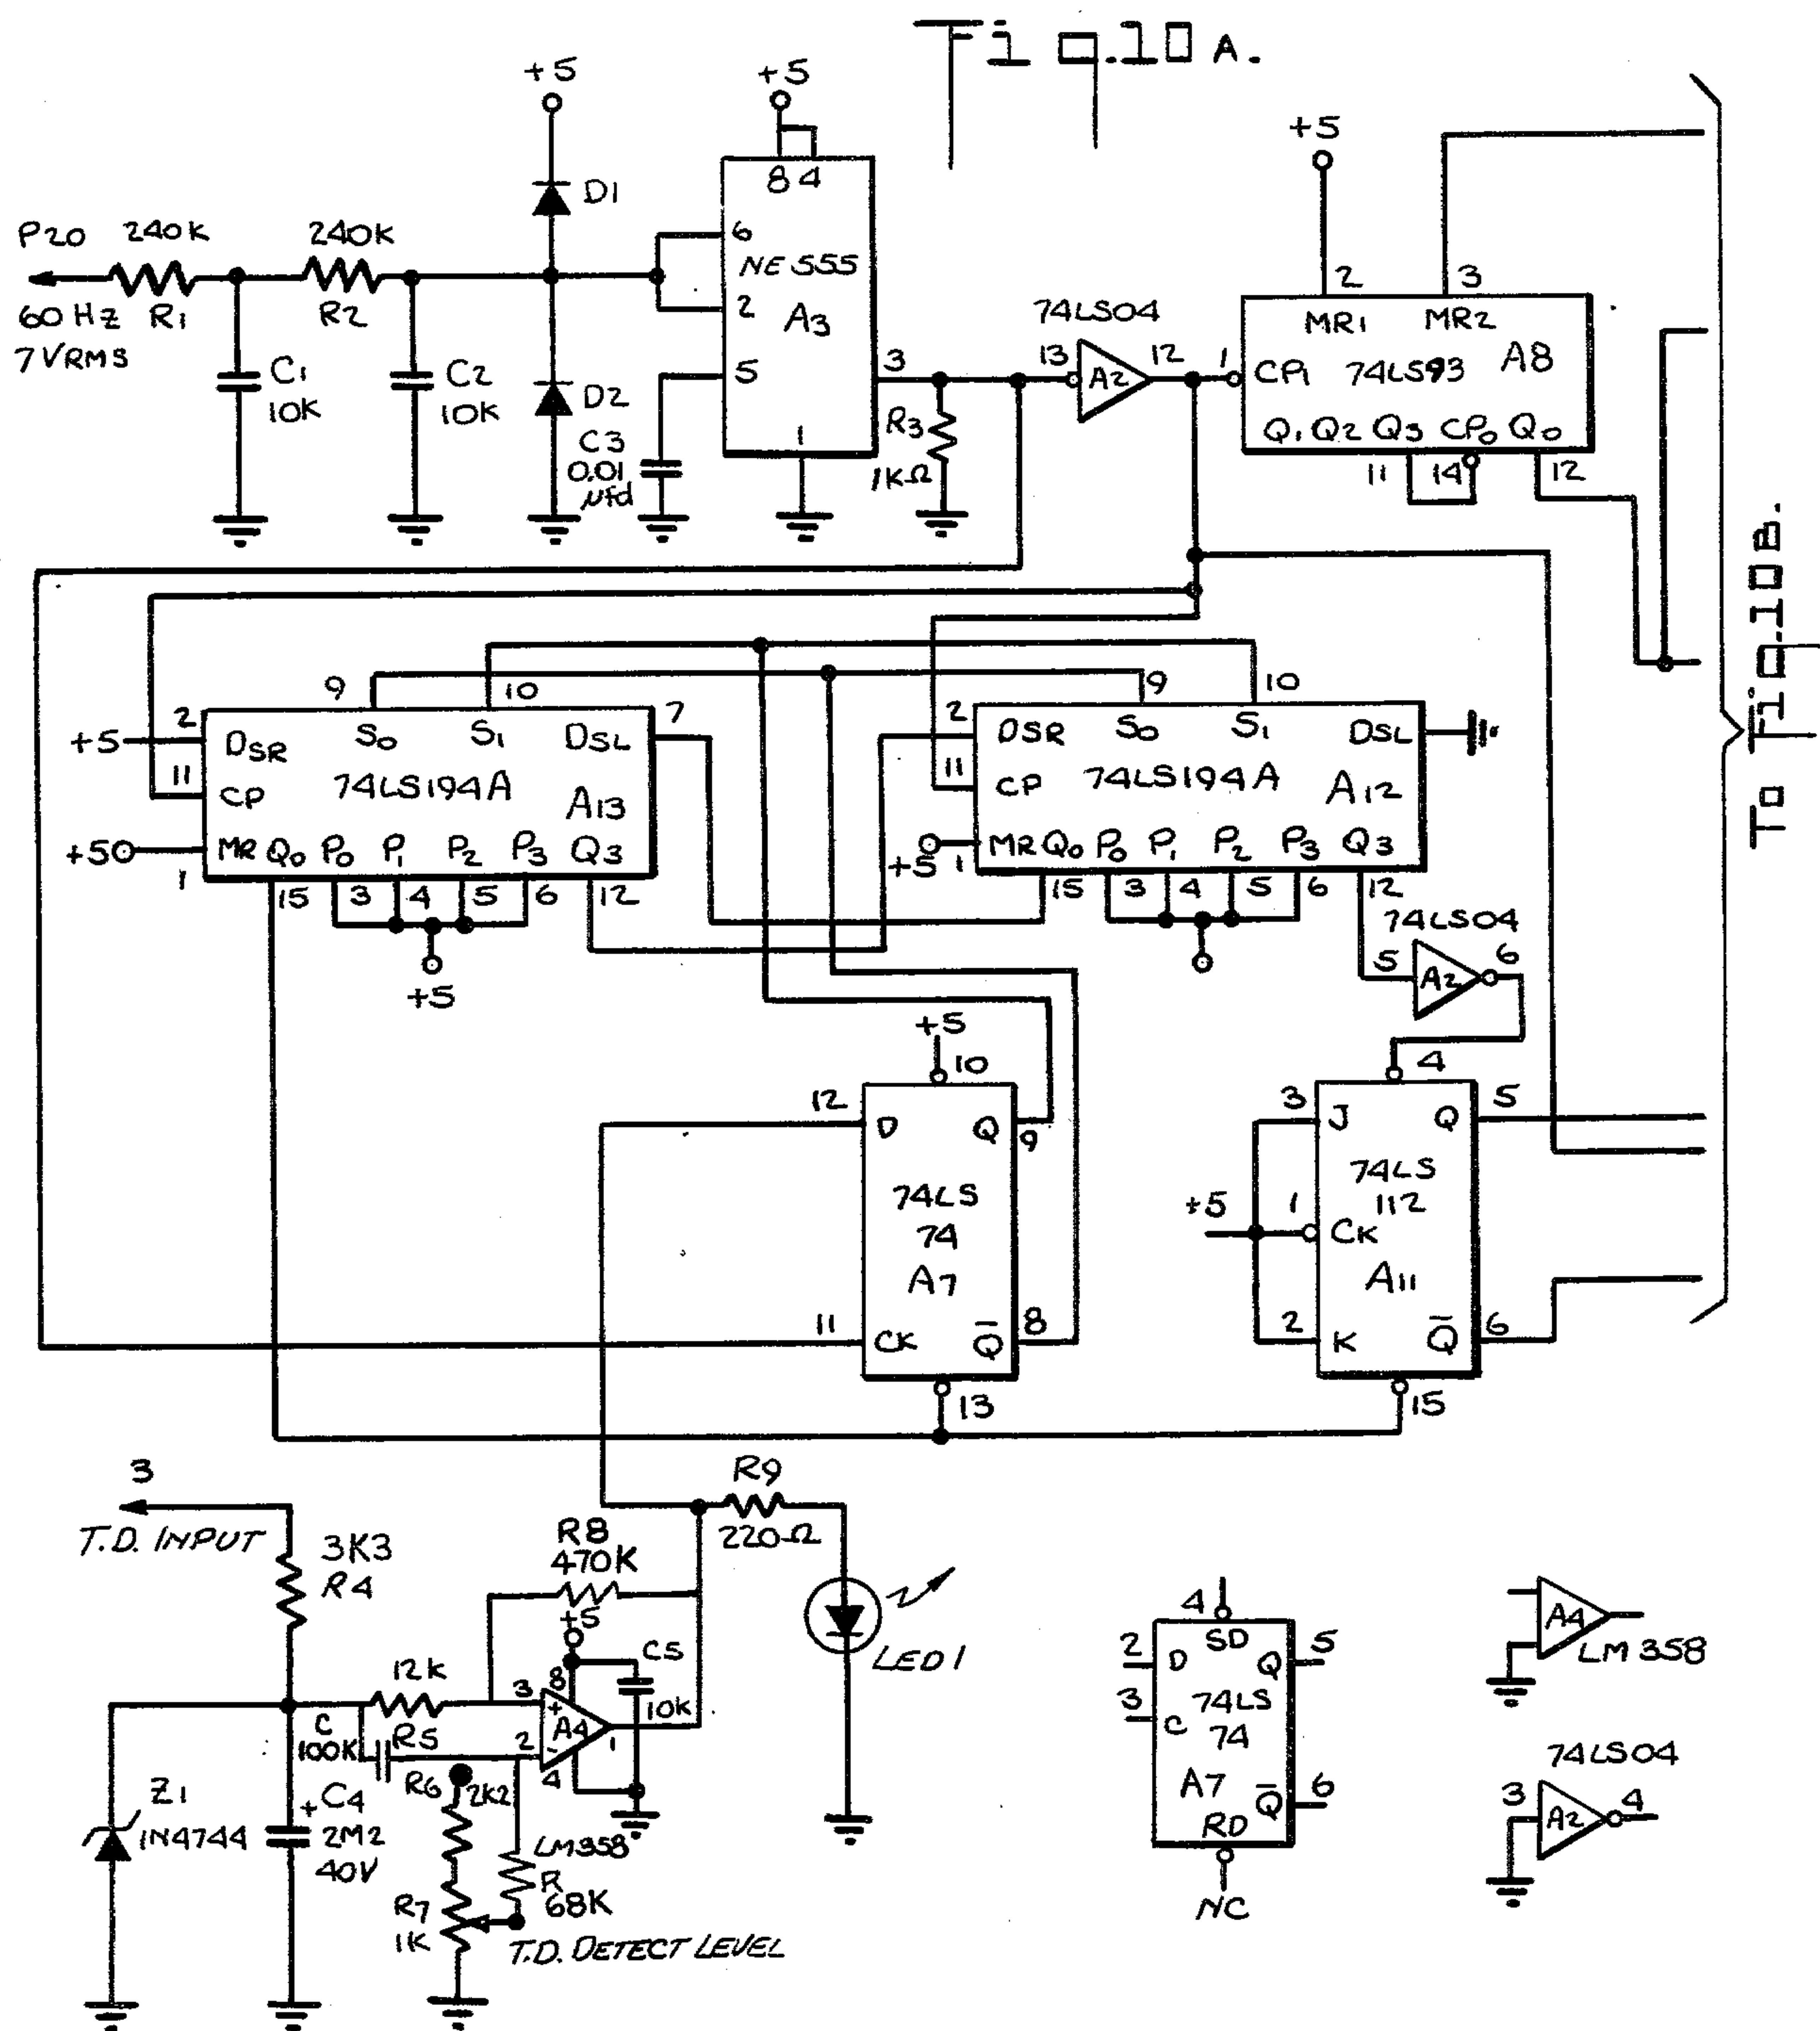 Fig.10 A.
+5
+5
+5
D1
8 4
P20
240K
240K
6
NE 555
2
A3
60 Hz
R1
R2
7VRMS
2
3
MR1
MR2
74LS04
C1
10K
C2
10K
D2
5
3
13
A2
12
1
CP1
74LS93
A8
C3
0.01
µfd
1
R3
1KΩ
Q1 Q2 Q3 CP0 Q0
11
14
12
To Fig.10B.
9
10
9
10
2
+5
DSR
S0
S1
DSL
7
11
CP
74LS194A
A13
+5
MR Q0 P0 P1 P2 P3 Q3
1
15
3
4
5
6
12
+5
2
DSR
S0
S1
DSL
11
CP
74LS194A
A12
+5
1
MR Q0 P0 P1 P2 P3 Q3
15
3
4
5
6
12
74LS04
5
A2
6
+5
10
12
D
Q
9
74LS
74
A7
11
CK
Q̅
8
13
4
3
J
Q
5
74LS
112
+5
1
CK
A11
2
K
Q̅
6
15
3
T.D. INPUT
3K3
R4
R9
220Ω
R8
470K
+5
LED1
12K
C5
10K
3
8
+
A4
1
2
-
4
C
100K
R5
R6
2K2
Z1
1N4744
+
C4
2M2
40V
LM358
R
68K
R7
1K
T.D. DETECT LEVEL
4
SD
2
D
Q
5
3
C
74LS
74
A7
Q̅
6
RD
NC
A4
LM358
74LS04
3
A2
4